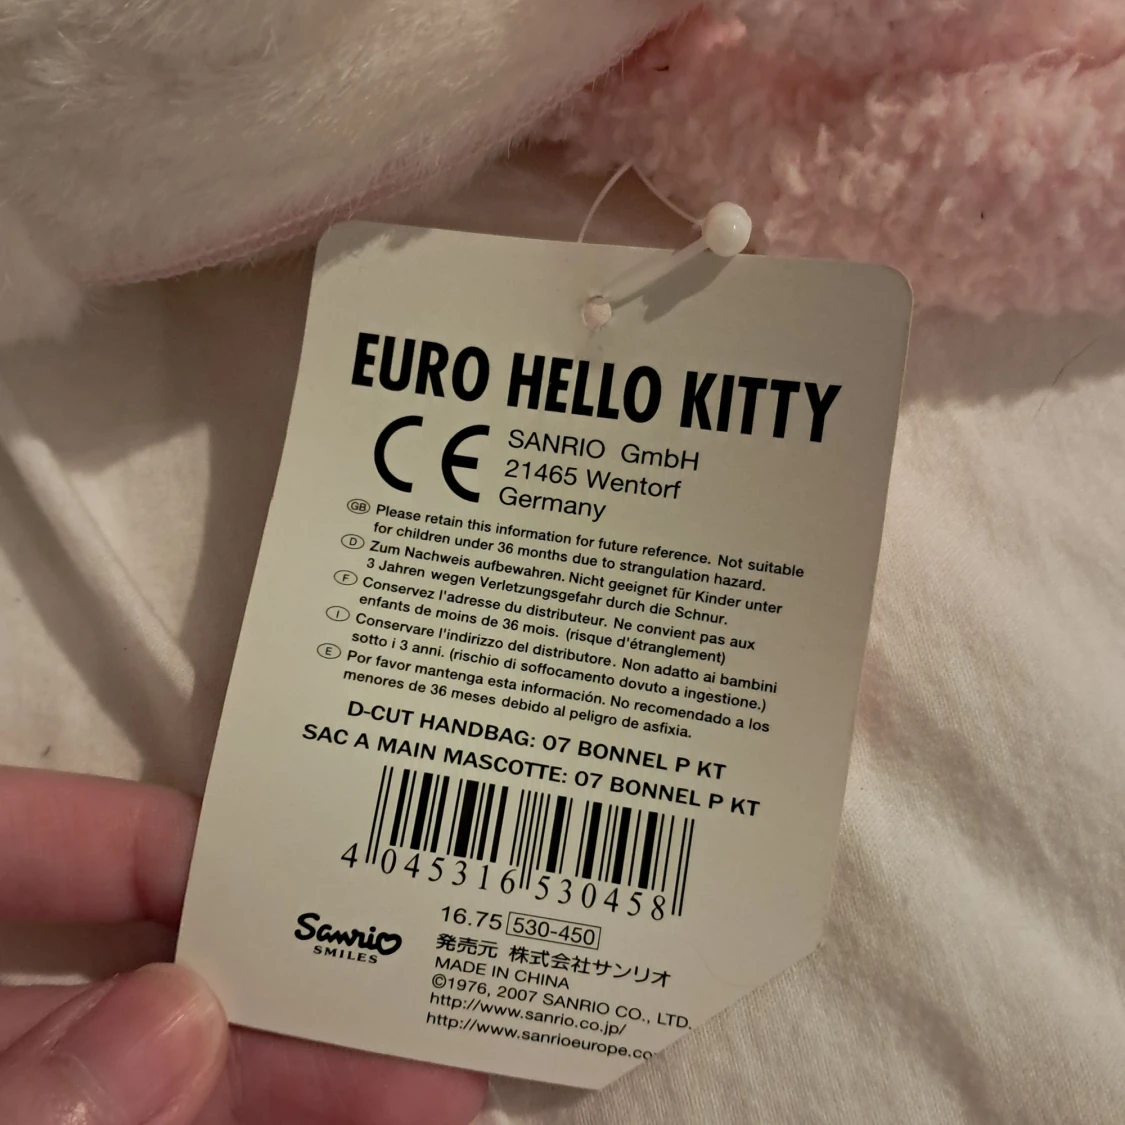 EURO HELLO KITTY
CE
SANRIO GmbH
21465 Wentorf
Germany
GB Please retain this information for future reference. Not suitable
for children under 36 months due to strangulation hazard.
D Zum Nachweis aufbewahren. Nicht geeignet für Kinder unter
3 Jahren wegen Verletzungsgefahr durch die Schnur.
F Conservez l'adresse du distributeur. Ne convient pas aux
enfants de moins de 36 mois. (risque d'étranglement)
I Conservare l'indirizzo del distributore. Non adatto ai bambini
sotto i 3 anni. (rischio di soffocamento dovuto a ingestione.)
E Por favor mantenga esta información. No recomendado a los
menores de 36 meses debido al peligro de asfixia.
D-CUT HANDBAG: 07 BONNEL P KT
SAC A MAIN MASCOTTE: 07 BONNEL P KT
4 045316 530458
16.75 530-450
Sanrio
SMILES
発売元 株式会社サンリオ
MADE IN CHINA
©1976, 2007 SANRIO CO., LTD.
http://www.sanrio.co.jp/
http://www.sanrioeurope.co